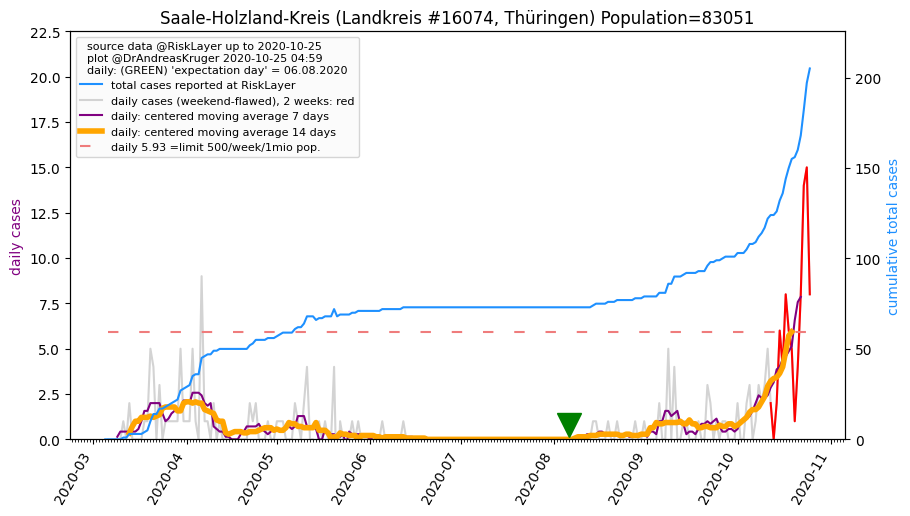 Saale-Holzland-Kreis (Landkreis #16074, Thüringen) Population=83051
source data @RiskLayer up to 2020-10-25
plot @DrAndreasKruger 2020-10-25 04:59
daily: (GREEN) 'expectation day' = 06.08.2020
total cases reported at RiskLayer
daily cases (weekend-flawed), 2 weeks: red
daily: centered moving average 7 days
daily: centered moving average 14 days
daily 5.93 =limit 500/week/1mio pop.
daily cases
22.5
20.0
17.5
15.0
12.5
10.0
7.5
5.0
2.5
0.0
cumulative total cases
200
150
100
50
0
2020-03
2020-04
2020-05
2020-06
2020-07
2020-08
2020-09
2020-10
2020-11